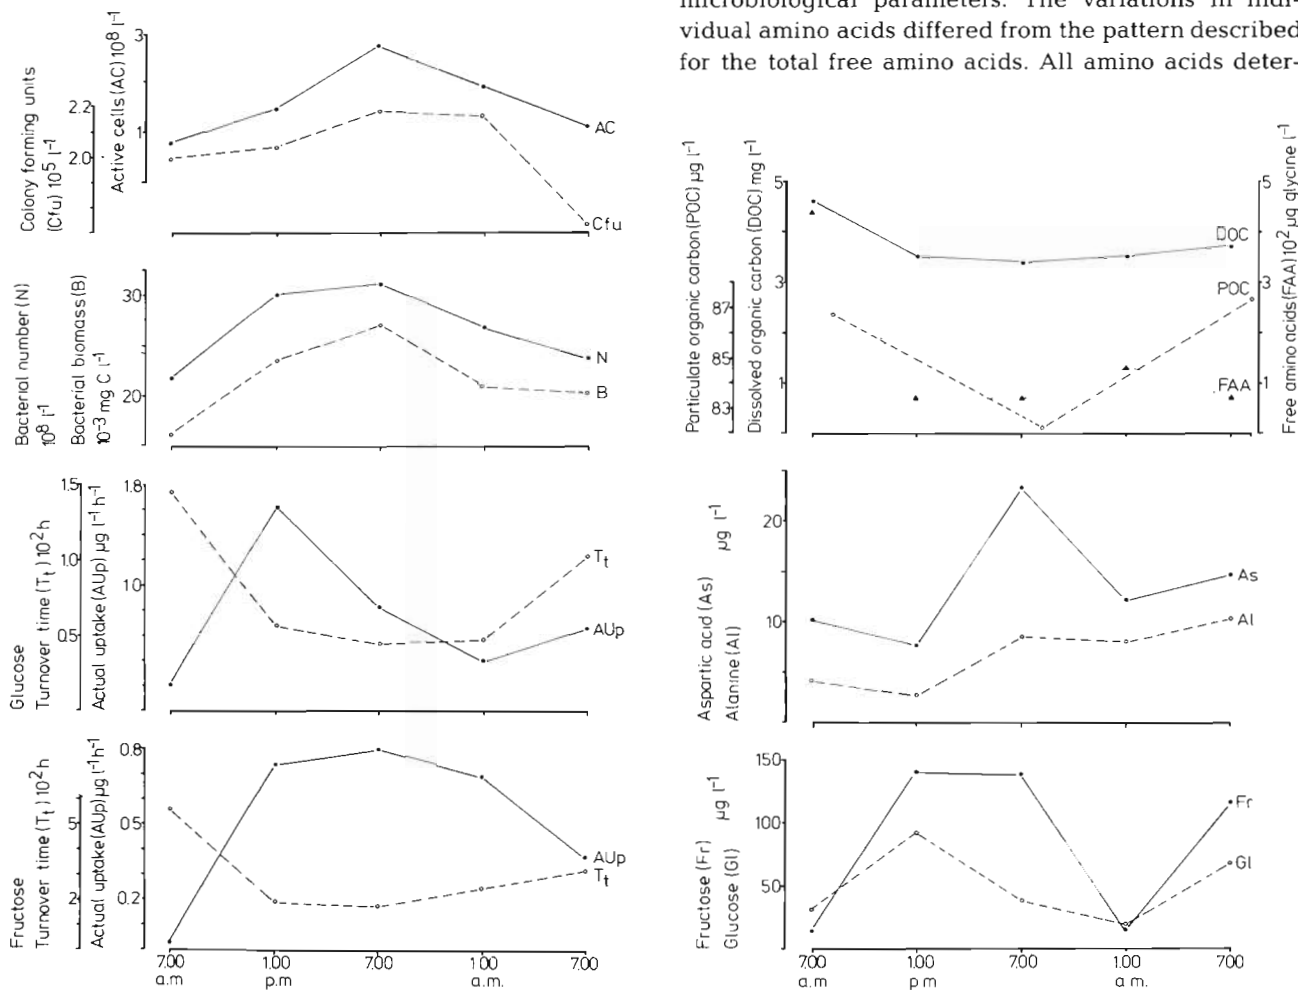 microbiological parameters. The variations in indi-
vidual amino acids differed from the pattern described
for the total free amino acids. All amino acids deter-
Colony forming units
(Cfu) 10^5 l^-1
2.2
2.0
Active cells (AC) 10^8 l^-1
3
1
AC
Cfu
Bacterial number (N)
10^8 l^-1
Bacterial biomass (B)
10^-3 mg C l^-1
30
20
N
B
Glucose
Turnover time (Tt) 10^2 h
1.5
1.0
0.5
Actual uptake (AUp) µg l^-1 h^-1
1.8
1.0
Tt
AUp
Fructose
Turnover time (Tt) 10^2 h
5
2
Actual uptake (AUp) µg l^-1 h^-1
0.8
0.5
0.2
AUp
Tt
7.00 1.00 7.00 1.00 7.00
a.m p.m a.m.
Particulate organic carbon (POC) µg l^-1
87
85
83
Dissolved organic carbon (DOC) mg l^-1
5
3
1
DOC
POC
FAA
5
3
1
Free amino acids (FAA) 10^2 µg glycine l^-1
Aspartic acid (As)
Alanine (Al)
µg l^-1
20
10
As
Al
Fructose (Fr)
Glucose (Gl)
µg l^-1
150
100
50
Fr
Gl
7.00 1.00 7.00 1.00 700
a.m p m a m.